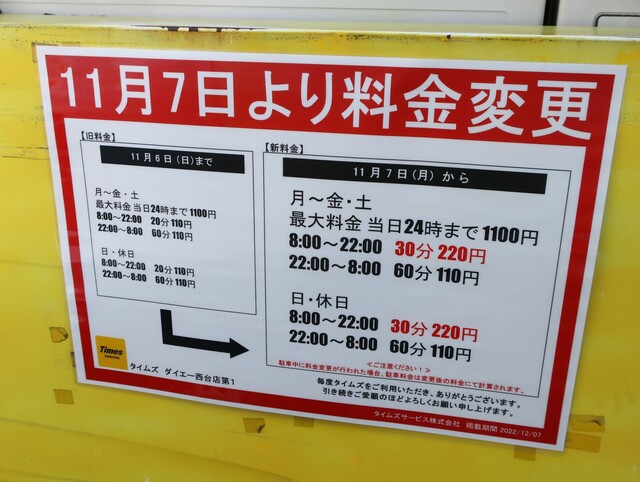 11月7日より料金変更
【旧料金】
11月6日(日)まで
月～金・土
最大料金 当日24時まで1100円
8:00～22:00 20分 110円
22:00～8:00 60分 110円
日・休日
8:00～22:00 20分 110円
22:00～8:00 60分 110円
【新料金】
11月7日(月)から
月～金・土
最大料金 当日24時まで1100円
8:00～22:00 30分 220円
22:00～8:00 60分 110円
日・休日
8:00～22:00 30分 220円
22:00～8:00 60分 110円
≪ご注意ください！≫
駐車中に料金変更が行われた場合、駐車料金は変更後の料金にて計算されます。
Times
PARKING
タイムズ ダイエー西台店第1
毎度タイムズをご利用いただき、ありがとうございます。
引き続きご愛顧のほどよろしくお願い申し上げます。
タイムズサービス株式会社 掲載期間 2022/12/07